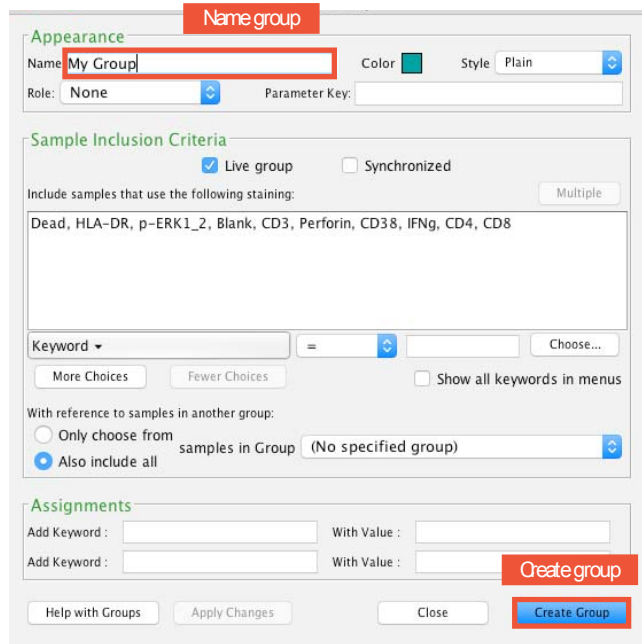 Name group
Appearance
Name My Group Color Style Plain
Role: None Parameter Key:
Sample Inclusion Criteria
Live group Synchronized
Include samples that use the following staining: Multiple
Dead, HLA-DR, p-ERK1_2, Blank, CD3, Perforin, CD38, IFNg, CD4, CD8
Keyword = Choose...
More Choices Fewer Choices Show all keywords in menus
With reference to samples in another group:
Only choose from
samples in Group (No specified group)
Also include all
Assignments
Add Keyword : With Value :
Add Keyword : With Value :
Create group
Help with Groups Apply Changes Close Create Group